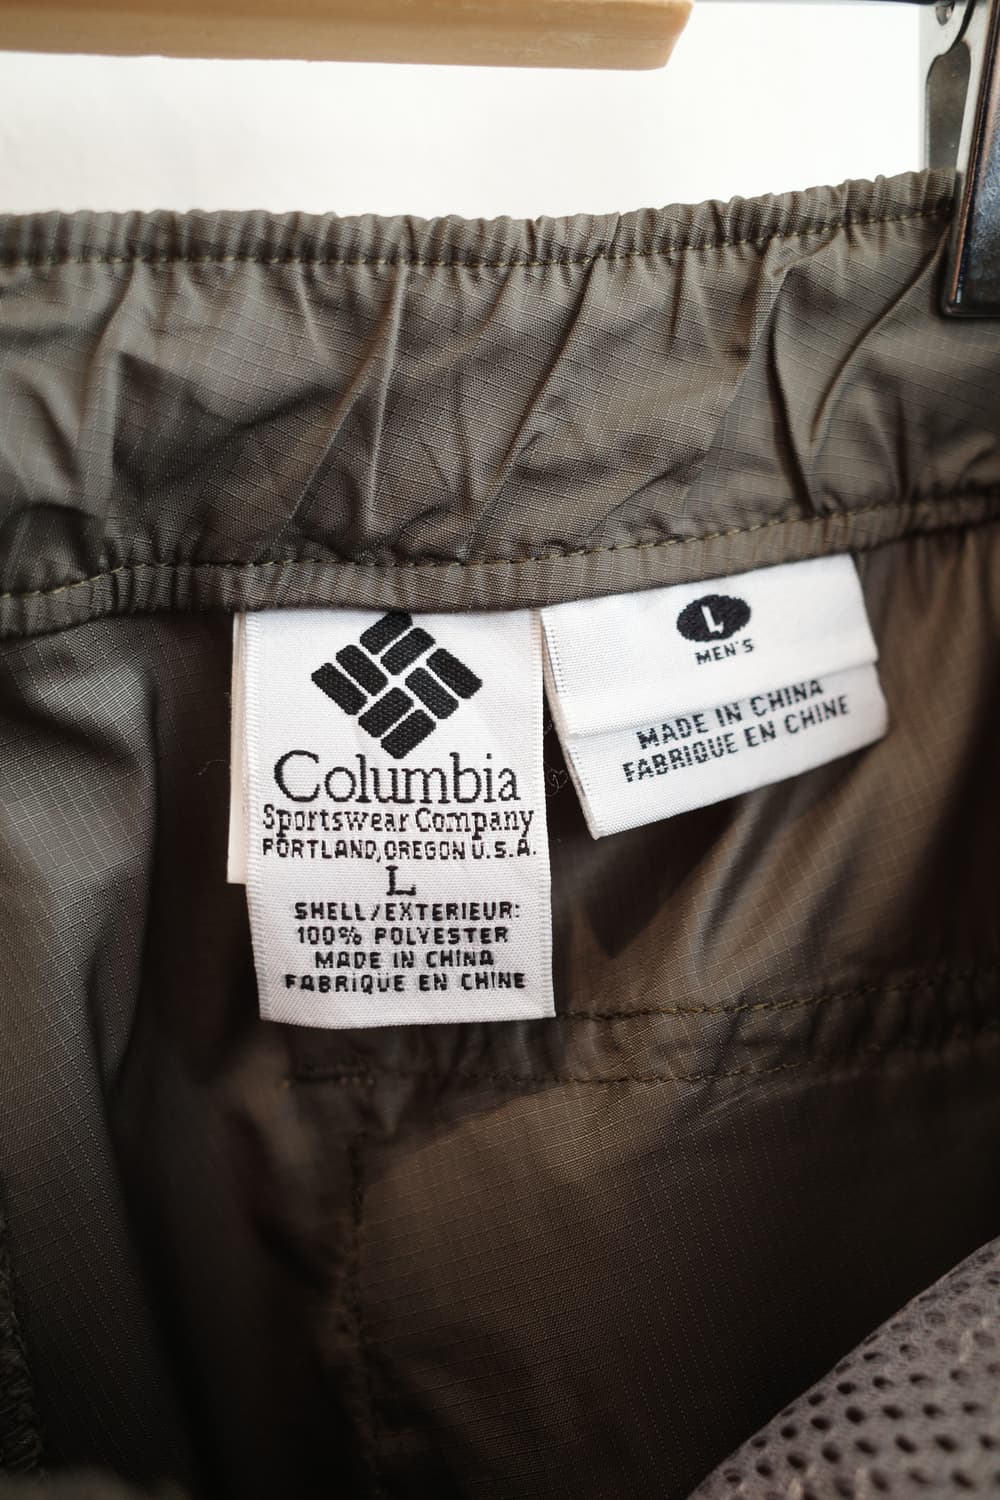 Columbia
Sportswear Company
PORTLAND, OREGON U.S.A.
L
SHELL/EXTERIEUR:
100% POLYESTER
MADE IN CHINA
FABRIQUE EN CHINE
L
MEN'S
MADE IN CHINA
FABRIQUE EN CHINE